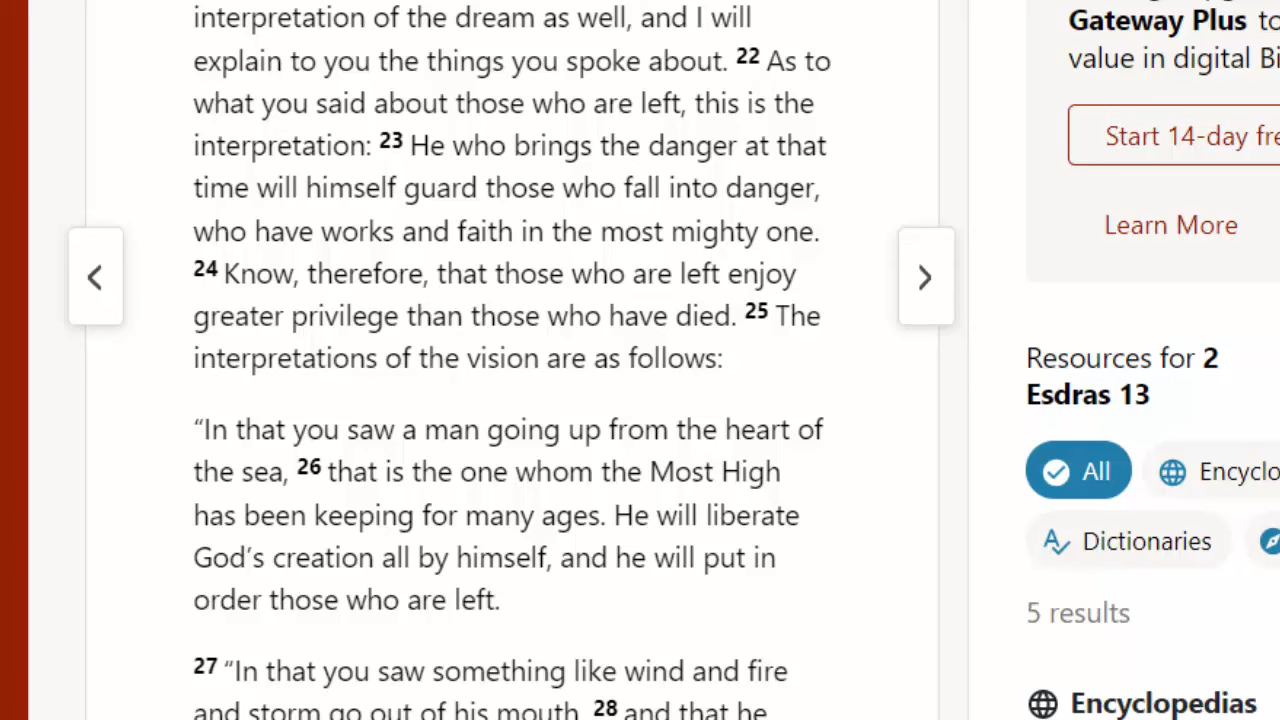 interpretation of the dream as well, and I will
explain to you the things you spoke about. 22 As to
what you said about those who are left, this is the
interpretation: 23 He who brings the danger at that
time will himself guard those who fall into danger,
who have works and faith in the most mighty one.
24 Know, therefore, that those who are left enjoy
greater privilege than those who have died. 25 The
interpretations of the vision are as follows:
“In that you saw a man going up from the heart of
the sea, 26 that is the one whom the Most High
has been keeping for many ages. He will liberate
God’s creation all by himself, and he will put in
order those who are left.
27 “In that you saw something like wind and fire
and storm go out of his mouth, 28 and that he
Gateway Plus to
value in digital Bi
Start 14-day fre
Learn More
Resources for 2
Esdras 13
All
Encyclo
Dictionaries
5 results
Encyclopedias